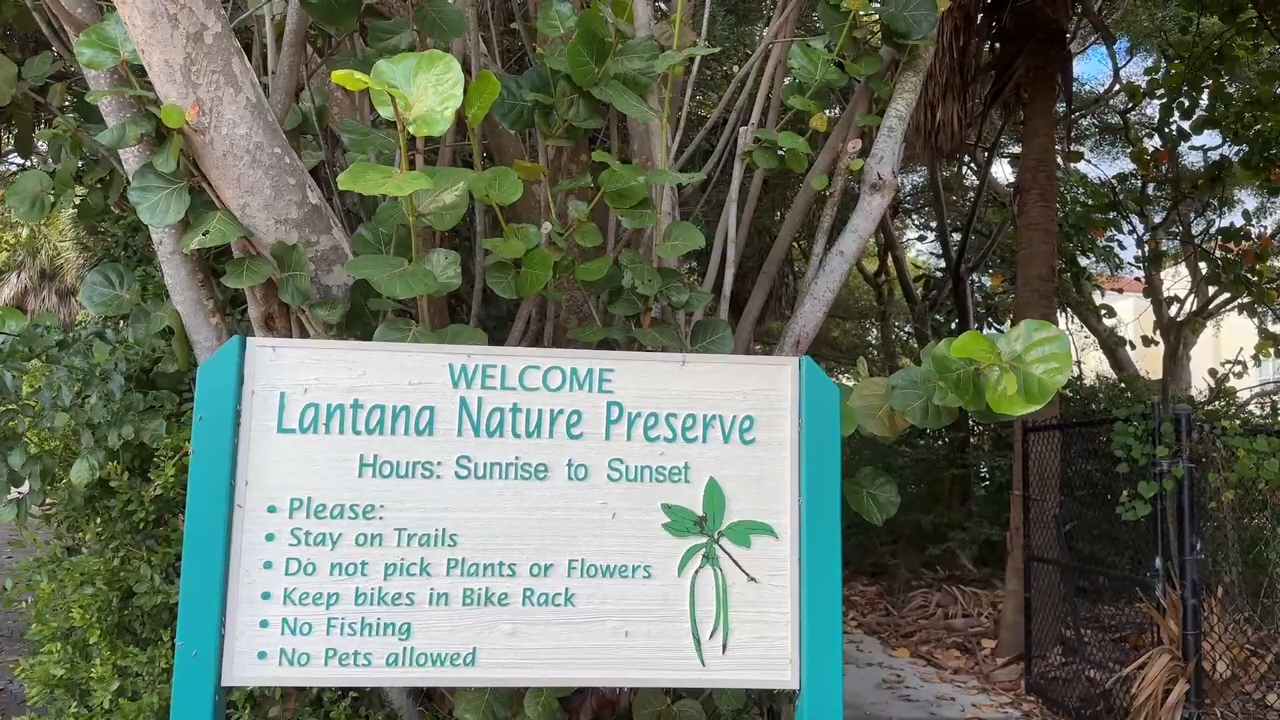 WELCOME
Lantana Nature Preserve
Hours: Sunrise to Sunset
• Please:
• Stay on Trails
• Do not pick Plants or Flowers
• Keep bikes in Bike Rack
• No Fishing
• No Pets allowed